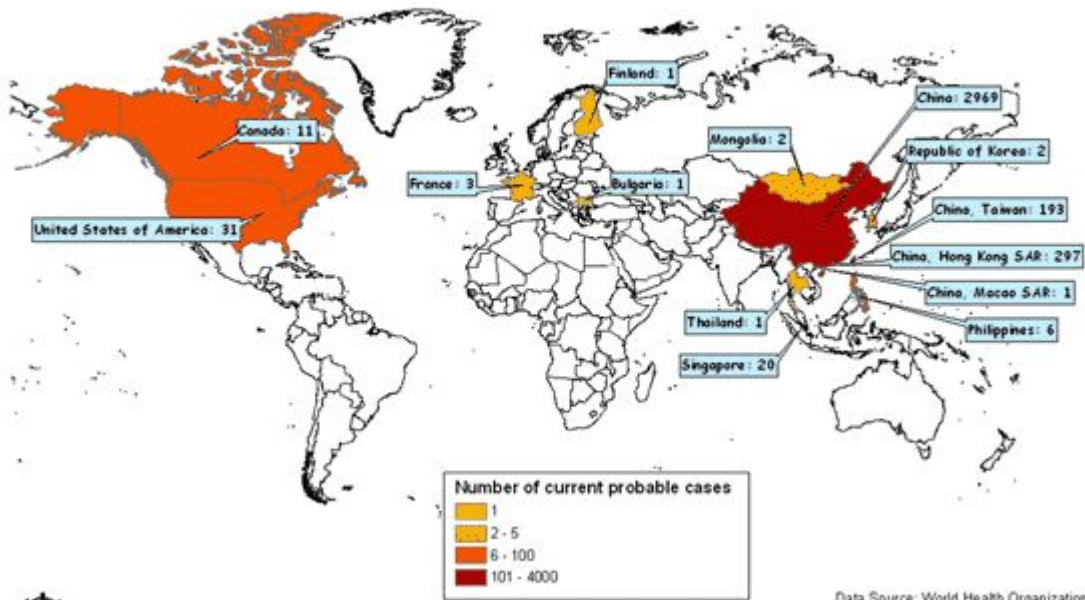 Finland: 1
China: 2969
Canada: 11
Mongolia: 2
Republic of Korea: 2
France: 3
Bulgaria: 1
China, Taiwan: 193
United States of America: 31
China, Hong Kong SAR: 297
China, Macao SAR: 1
Thailand: 1
Philippines: 6
Singapore: 20
Number of current probable cases
1
2 - 5
6 - 100
101 - 4000
Data Source: World Health Organization